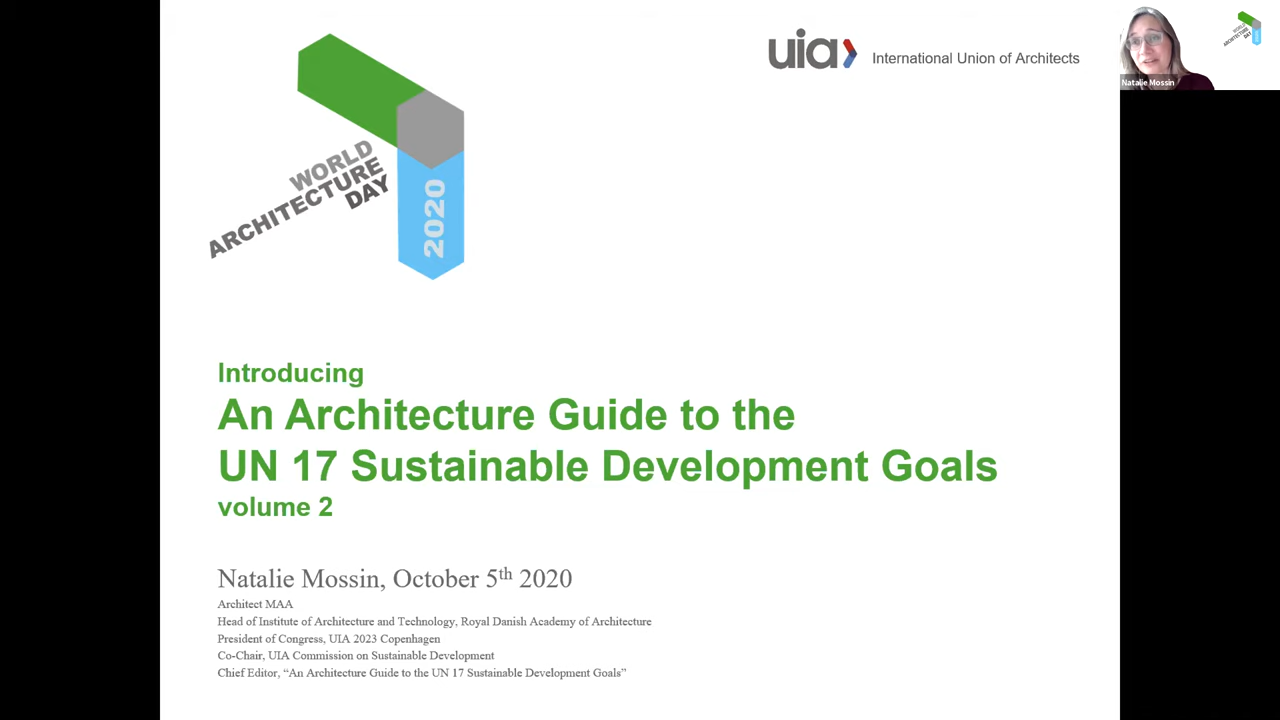 uia
International Union of Architects
Natalie Mossin
WORLD
ARCHITECTURE
DAY
2020
WORLD
ARCHITECTURE
DAY
Introducing
An Architecture Guide to the
UN 17 Sustainable Development Goals
volume 2
Natalie Mossin, October 5th 2020
Architect MAA
Head of Institute of Architecture and Technology, Royal Danish Academy of Architecture
President of Congress, UIA 2023 Copenhagen
Co-Chair, UIA Commission on Sustainable Development
Chief Editor, “An Architecture Guide to the UN 17 Sustainable Development Goals”